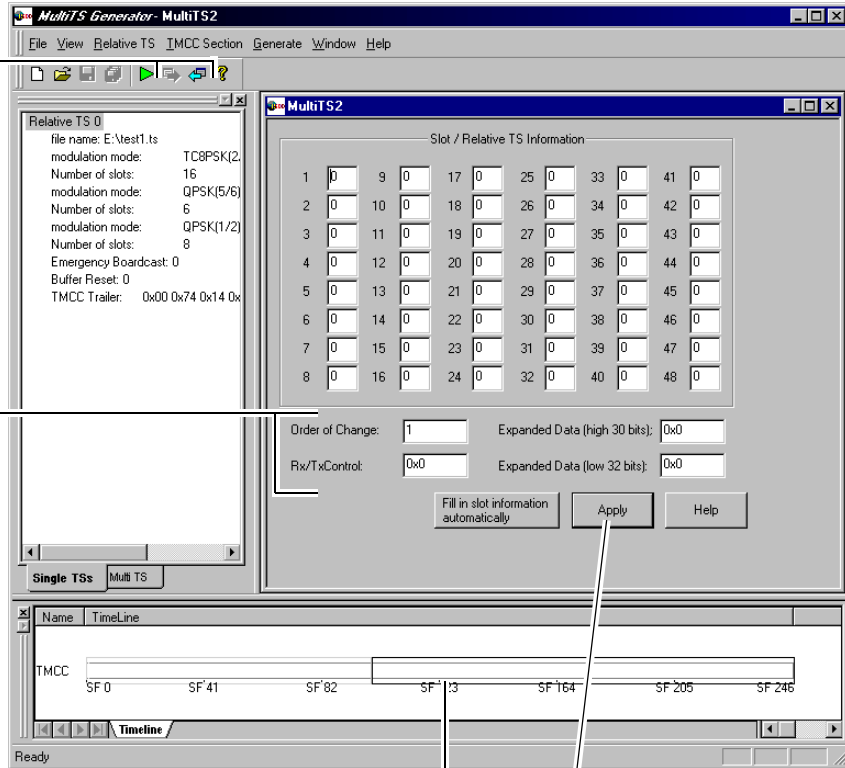 MultiTS Generator - MultiTS2
File View Relative TS TMCC Section Generate Window Help
Relative TS 0
file name: E:\test1.ts
modulation mode: TC8PSK(2.
Number of slots: 16
modulation mode: QPSK(5/6)
Number of slots: 6
modulation mode: QPSK(1/2)
Number of slots: 8
Emergency Boardcast: 0
Buffer Reset: 0
TMCC Trailer: 0x00 0x74 0x14 0x
Single TSs Multi TS
MultiTS2
Slot / Relative TS Information
1 0 9 0 17 0 25 0 33 0 41 0
2 0 10 0 18 0 26 0 34 0 42 0
3 0 11 0 19 0 27 0 35 0 43 0
4 0 12 0 20 0 28 0 36 0 44 0
5 0 13 0 21 0 29 0 37 0 45 0
6 0 14 0 22 0 30 0 38 0 46 0
7 0 15 0 23 0 31 0 39 0 47 0
8 0 16 0 24 0 32 0 40 0 48 0
Order of Change: 1 Expanded Data (high 30 bits); 0x0
Rx/TxControl: 0x0 Expanded Data (low 32 bits): 0x0
Fill in slot information
automatically
Apply Help
Name TimeLine
TMCC
SF 0 SF 41 SF 82 SF 164 SF 205 SF 246
Timeline
Ready